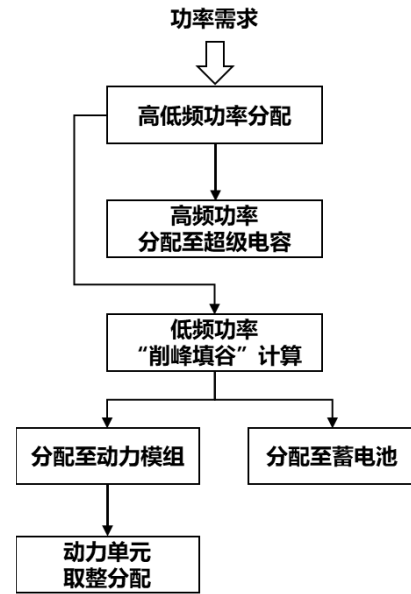 功率需求
高低频功率分配
高频功率
分配至超级电容
低频功率
“削峰填谷”计算
分配至动力模组
分配至蓄电池
动力单元
取整分配